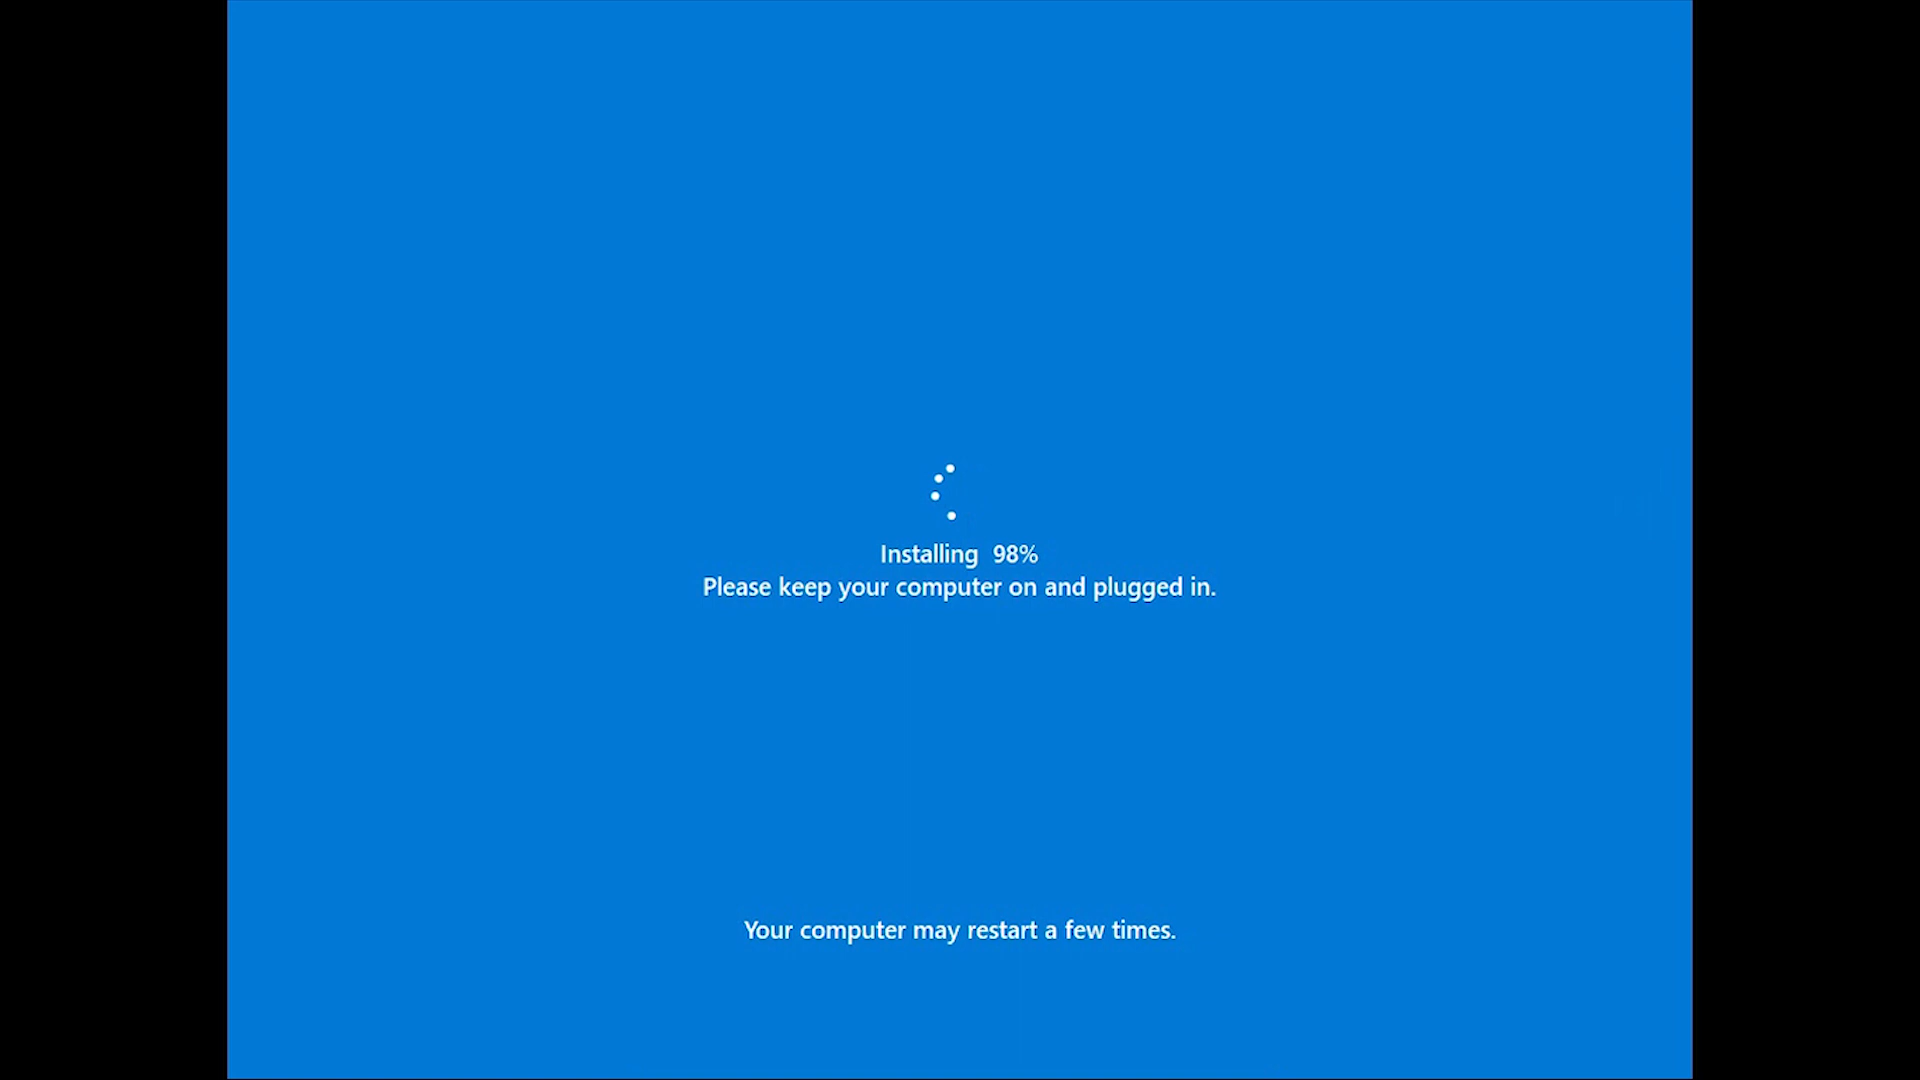 Installing  98%
Please keep your computer on and plugged in.
Your computer may restart a few times.